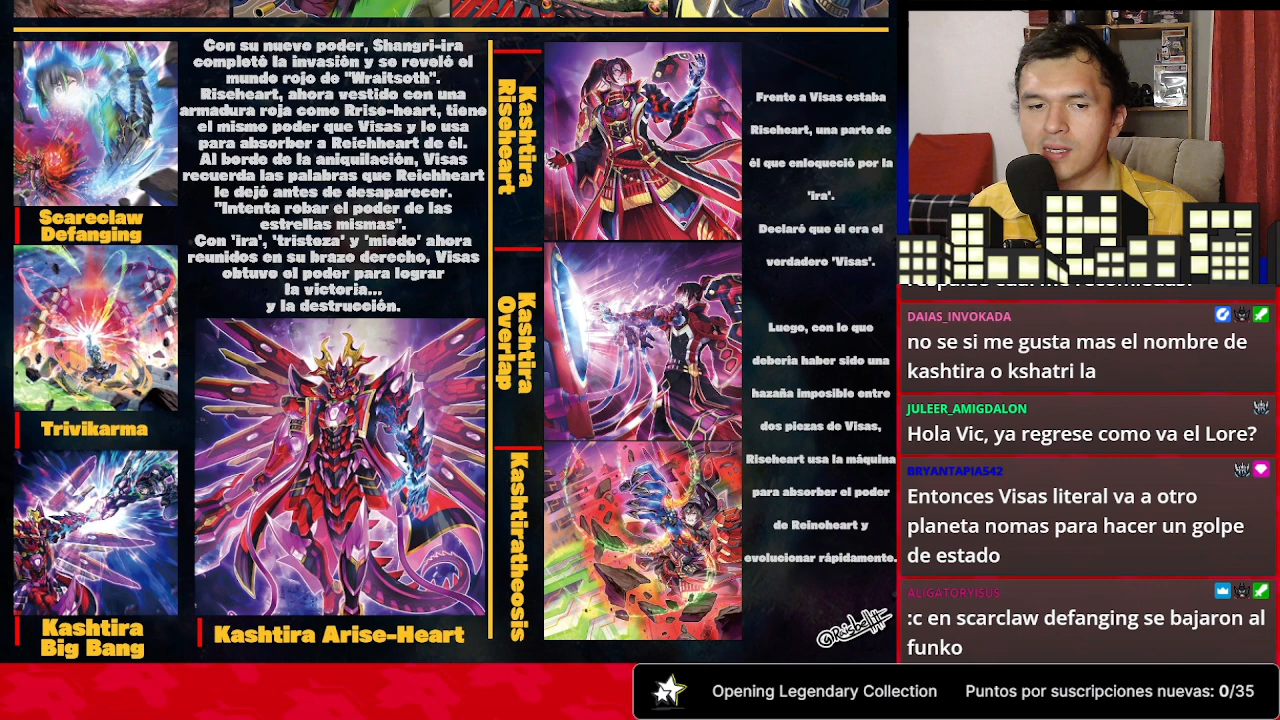 Con su nuevo poder, Shangri-ira
completó la invasión y se reveló el
mundo rojo de "Wraitsoth".
Riseheart, ahora vestido con una
armadura roja como Rrise-heart, tiene
el mismo poder que Visas y lo usa
para absorber a Reichheart de él.
Al borde de la aniquilación, Visas
recuerda las palabras que Reichheart
le dejó antes de desaparecer.
"Intenta robar el poder de las
estrellas mismas".
Con 'ira', 'tristeza' y 'miedo' ahora
reunidos en su brazo derecho, Visas
obtuvo el poder para lograr
la victoria...
y la destrucción.
Scareclaw
Defanging
Trivikarma
Kashtira
Big Bang
Kashtira Arise-Heart
Kashtira
Riseheart
Kashtira
Overlap
Kashtiratheosis
Frente a Visas estaba
Riseheart, una parte de
él que enloqueció por la
'ira'.
Declaró que él era el
verdadero 'Visas'.
Luego, con lo que
debería haber sido una
hazaña imposible entre
dos piezas de Visas,
Riseheart usa la máquina
para absorber el poder
de Reinoheart y
evolucionar rápidamente.
DAIAS_INVOKADA
no se si me gusta mas el nombre de
kashtira o kshatri la
JULEER_AMIGDALON
Hola Vic, ya regrese como va el Lore?
BRYANTAPIA542
Entonces Visas literal va a otro
planeta nomas para hacer un golpe
de estado
ALIGATORYISUS
:c en scarclaw defanging se bajaron al
funko
Opening Legendary Collection
Puntos por suscripciones nuevas: 0/35